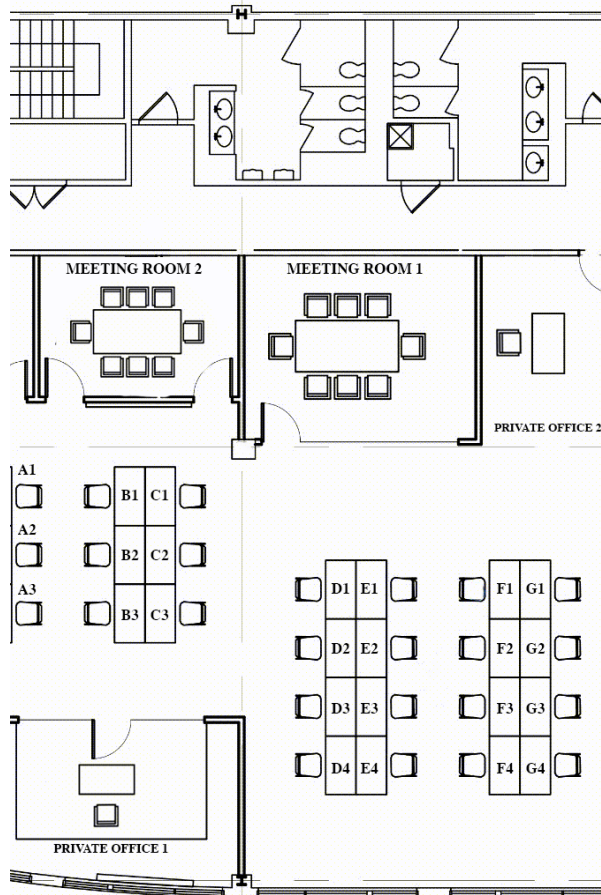 MEETING ROOM 2
MEETING ROOM 1
PRIVATE OFFICE 2
A1
B1 C1
A2
B2 C2
A3
B3 C3
D1 E1
F1 G1
D2 E2
F2 G2
D3 E3
F3 G3
D4 E4
F4 G4
PRIVATE OFFICE 1